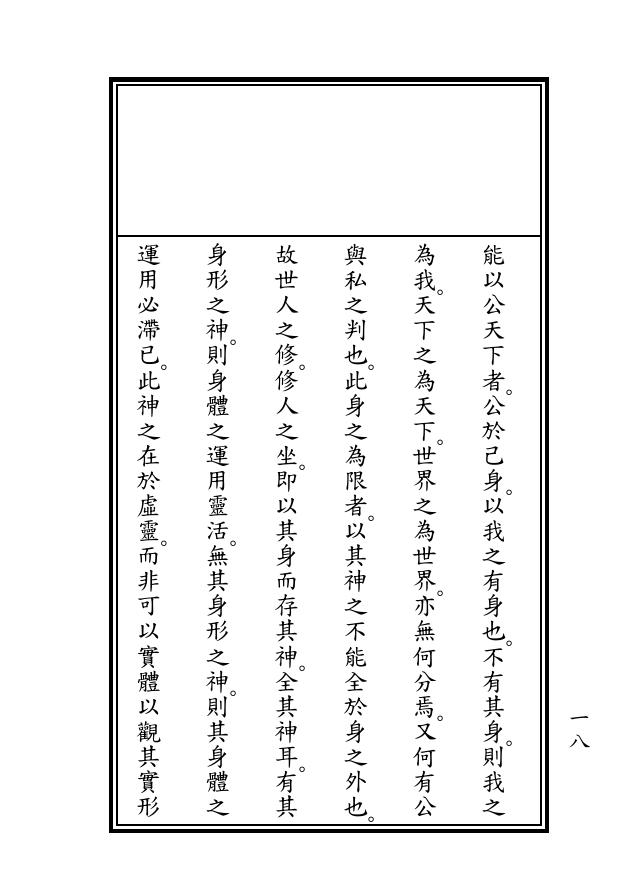 能以公天下者。公於己身。以我之有身也。不有其身。則我之
為我。天下之為天下。世界之為世界。亦無何分焉。又何有公
與私之判也。此身之為限者。以其神之不能全於身之外也。
故世人之修。修人之坐。即以其身而存其神。全其神耳。有其
身形之神。則身體之運用靈活。無其身形之神。則其身體之
運用必滯已。此神之在於虛靈。而非可以實體以觀其實形
一八